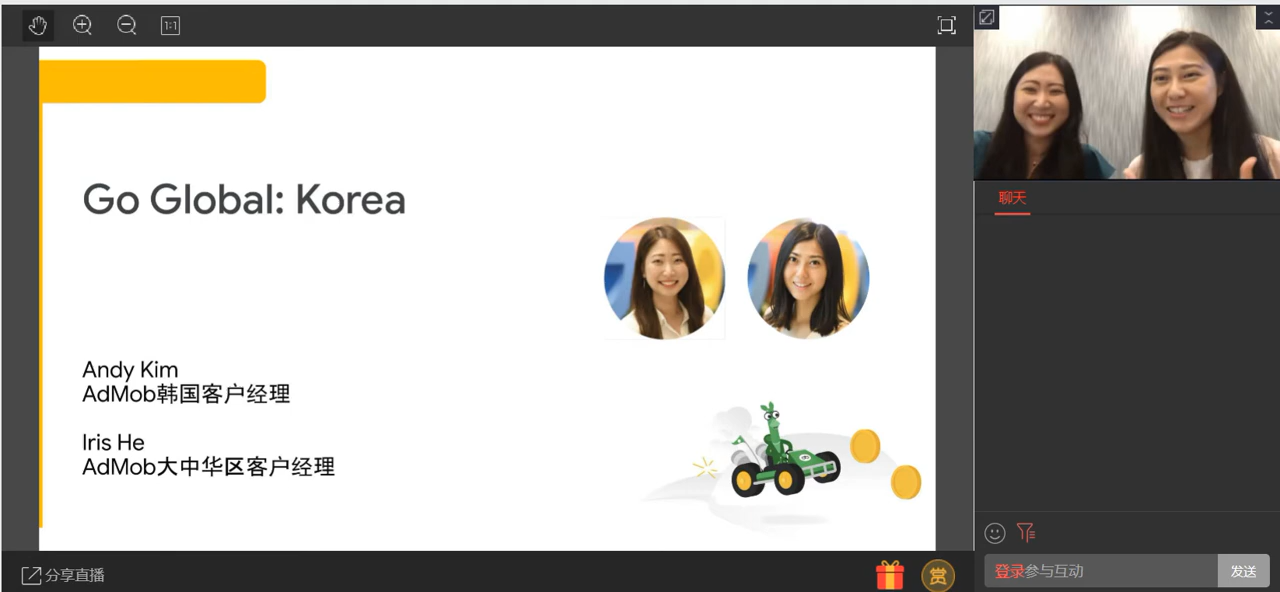 1:1
Go Global: Korea
Andy Kim
AdMob韩国客户经理
Iris He
AdMob大中华区客户经理
聊天
登录参与互动
发送
分享直播
赏